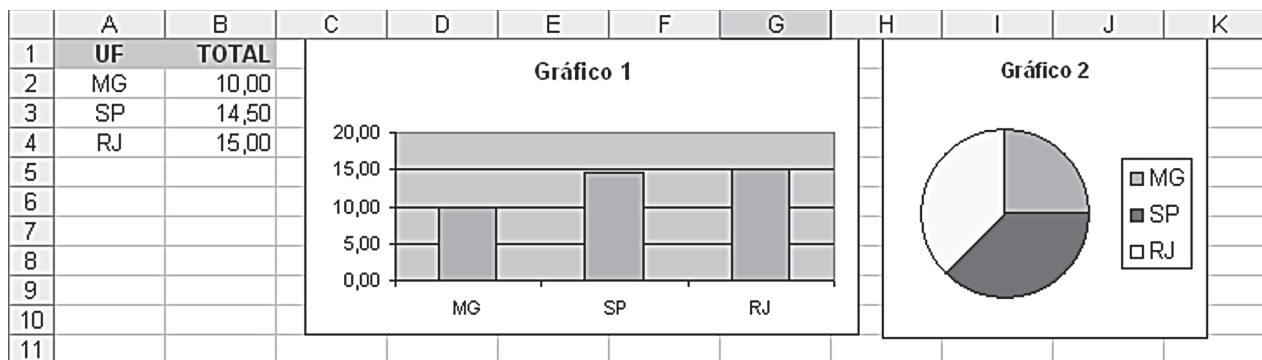 A B C D E F G H I J K
1 UF TOTAL
2 MG 10,00
3 SP 14,50
4 RJ 15,00
5
6
7
8
9
10
11
Gráfico 1
20,00
15,00
10,00
5,00
0,00
MG SP RJ
Gráfico 2
MG
SP
RJ